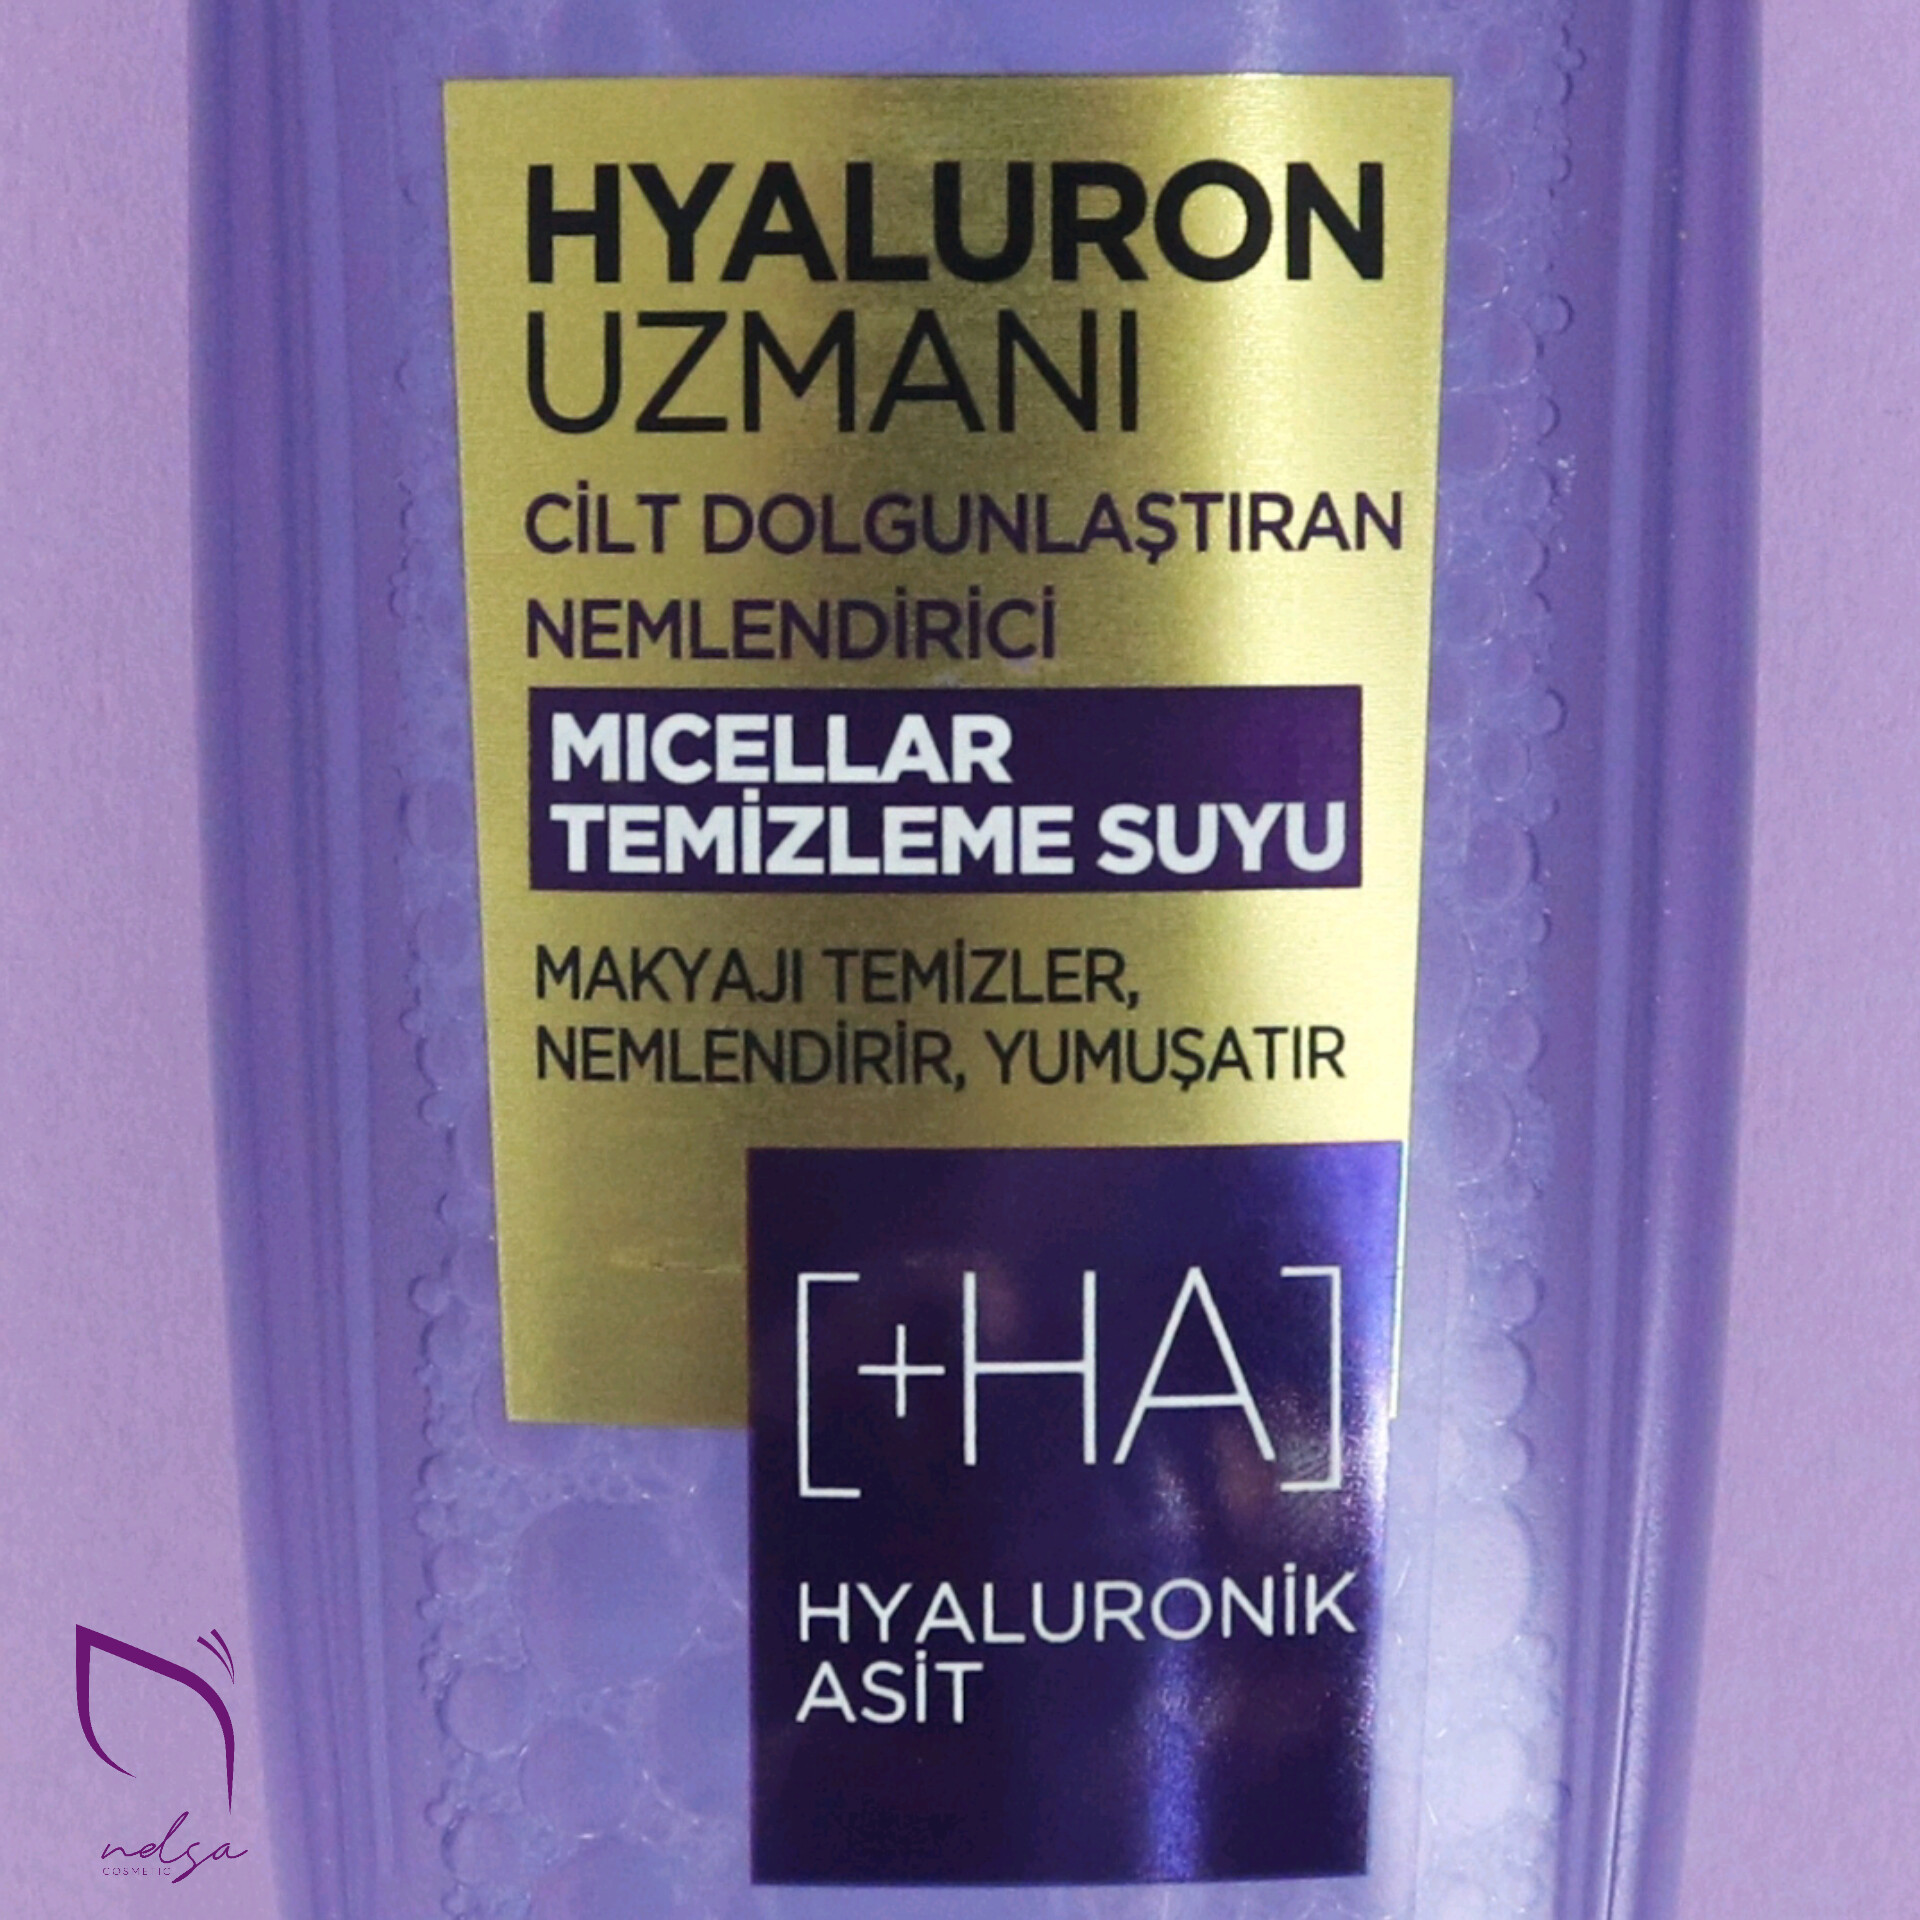 HYALURON
UZMANI
CİLT DOLGUNLAŞTIRAN
NEMLENDİRİCİ
MICELLAR
TEMİZLEME SUYU
MAKYAJI TEMİZLER,
NEMLENDİRİR, YUMUŞATIR
[+HA]
HYALURONİK
ASİT
nelsa
COSMETIC